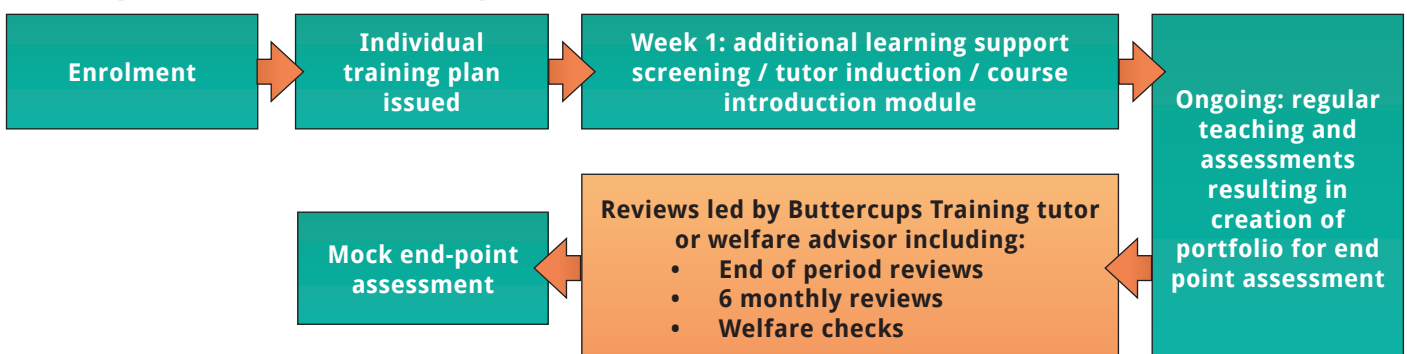 Enrolment
Individual
training plan
issued
Week 1: additional learning support
screening / tutor induction / course
introduction module
Ongoing: regular
teaching and
assessments
resulting in
creation of
portfolio for end
point assessment
Reviews led by Buttercups Training tutor
or welfare advisor including:
• End of period reviews
• 6 monthly reviews
• Welfare checks
Mock end-point
assessment